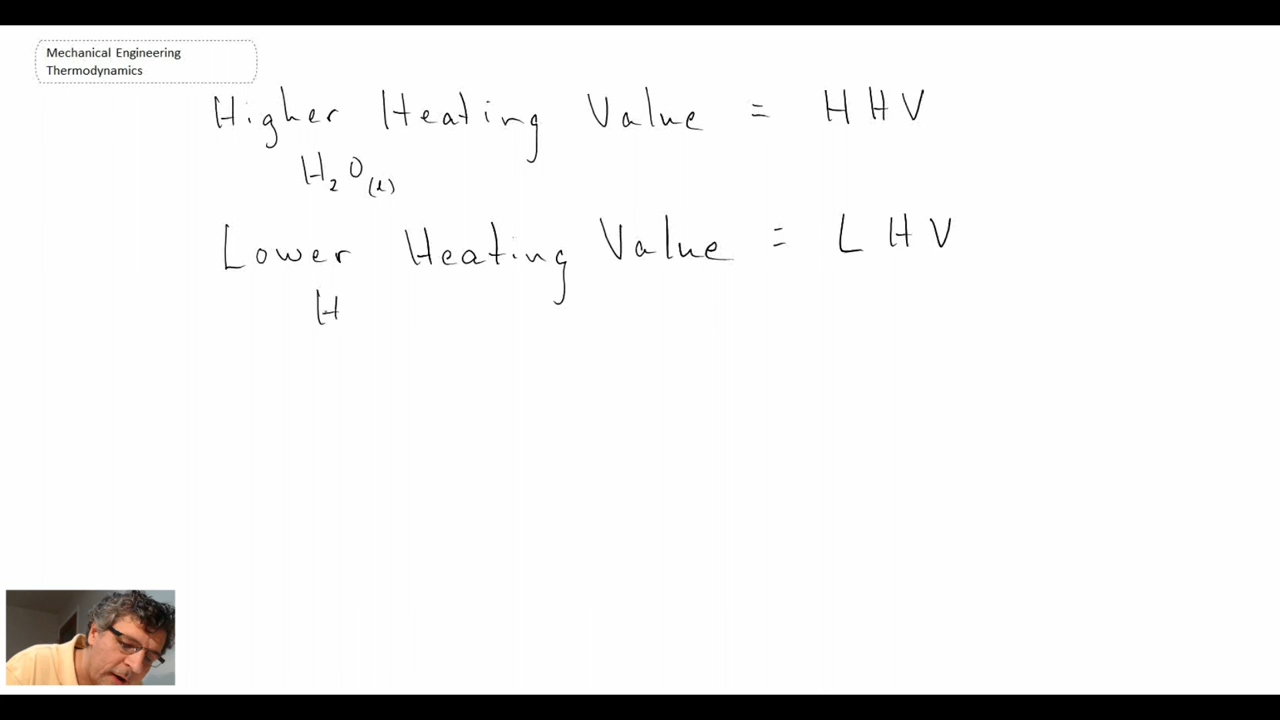 Mechanical Engineering
Thermodynamics
Higher Heating Value = HHV
H₂O(l)
Lower Heating Value = LHV
H